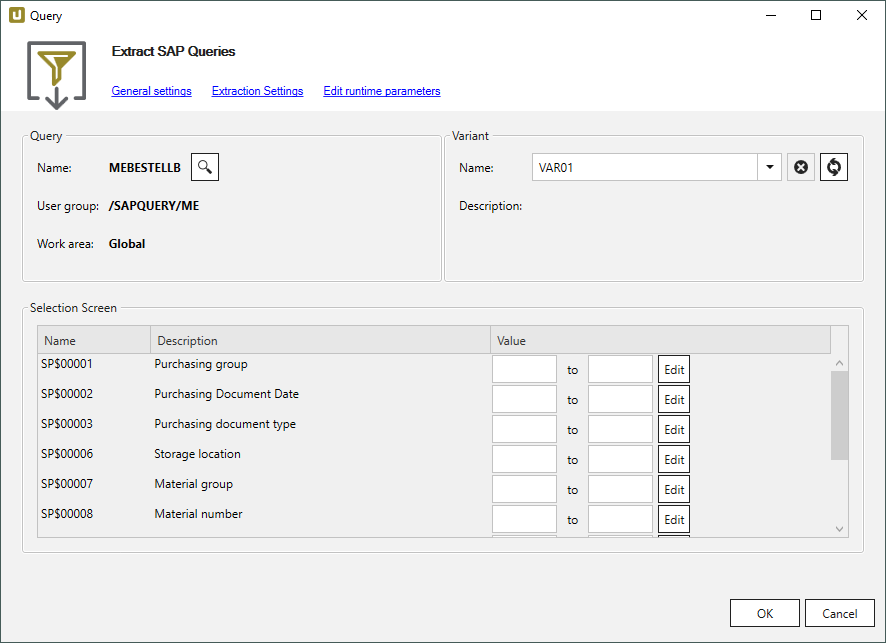 Query
Extract SAP Queries
General settings Extraction Settings Edit runtime parameters
Query
Name: MEBESTELLB
User group: /SAPQUERY/ME
Work area: Global
Variant
Name: VAR01
Description:
Selection Screen
Name Description Value
SP$00001 Purchasing group to Edit
SP$00002 Purchasing Document Date to Edit
SP$00003 Purchasing document type to Edit
SP$00006 Storage location to Edit
SP$00007 Material group to Edit
SP$00008 Material number to Edit
OK Cancel